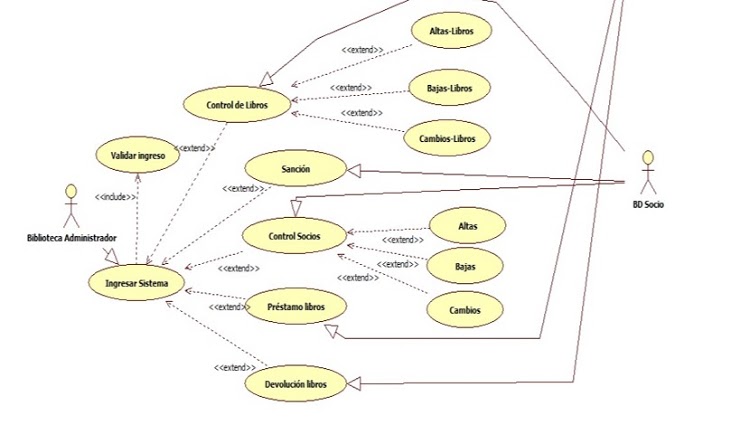 Altas-Libros
<<extend>>
Bajas-Libros
<<extend>>
Control de Libros
<<extend>>
Cambios-Libros
Validar ingreso
<<extend>>
Sanción
<<extend>>
<<include>>
BD Socio
Biblioteca Administrador
Control Socios
Altas
<<extend>>
Bajas
<<extend>>
<<extend>>
<<extend>>
Ingresar Sistema
Préstamo libros
<<extend>>
Cambios
<<extend>>
Devolución libros